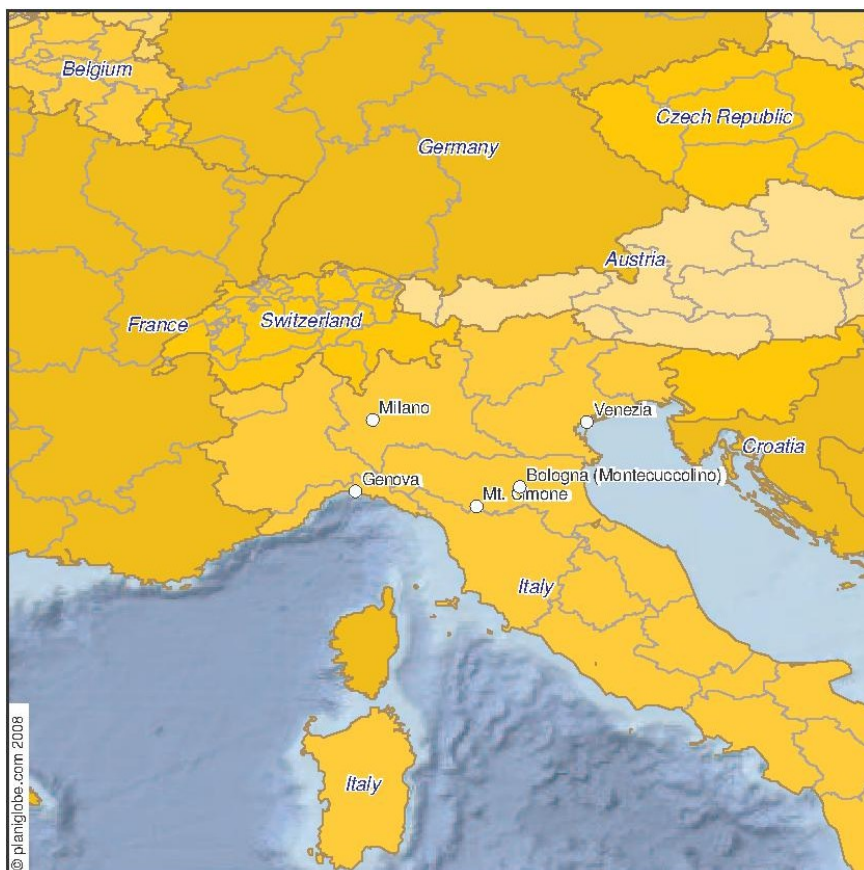 Belgium
Czech Republic
Germany
Austria
France
Switzerland
Milano
Venezia
Croatia
Bologna (Montecuccolino)
Genova
Mt. Cimone
Italy
Italy
© planiglobe.com 2008